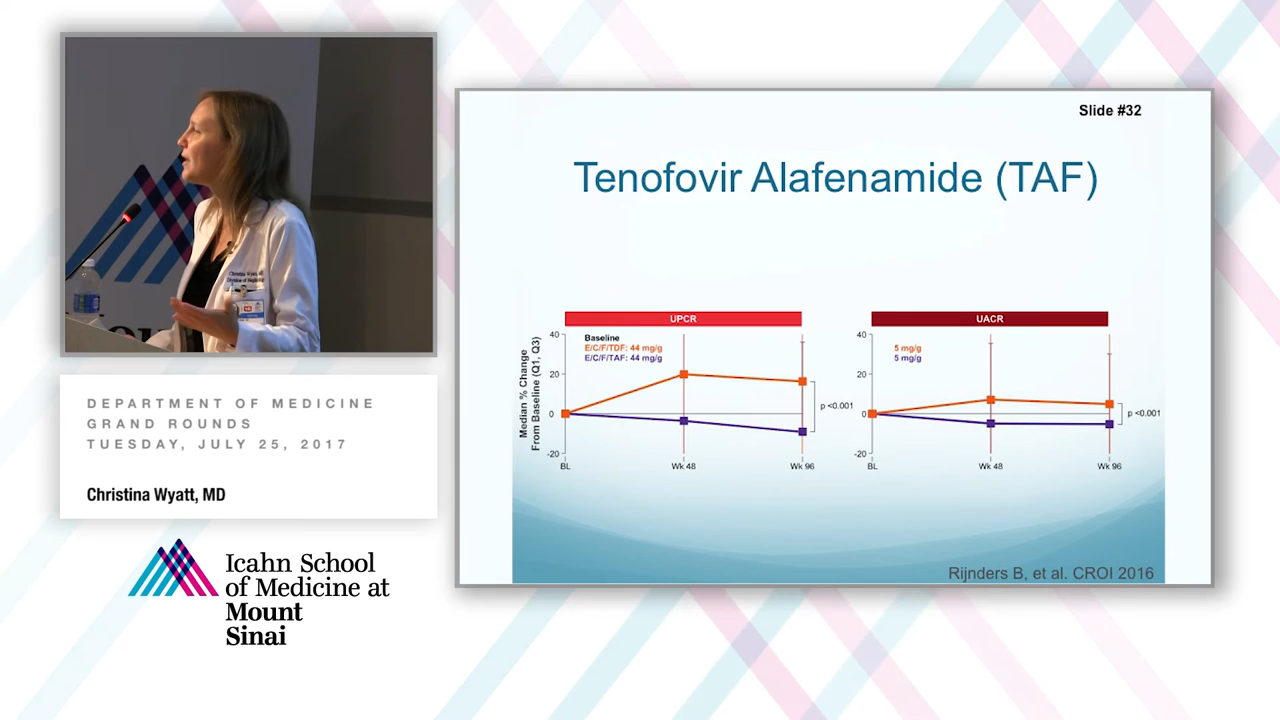 Christina Wyatt, MD
DEPARTMENT OF MEDICINE
GRAND ROUNDS
TUESDAY, JULY 25, 2017
Christina Wyatt, MD
Icahn School
of Medicine at
Mount
Sinai
Slide #32
Tenofovir Alafenamide (TAF)
UPCR
Median % Change
From Baseline (Q1, Q3)
40
20
0
-20
Baseline
E/C/F/TDF: 44 mg/g
E/C/F/TAF: 44 mg/g
p <0.001
BL
Wk 48
Wk 96
UACR
40
20
0
-20
5 mg/g
5 mg/g
p <0.001
BL
Wk 48
Wk 96
Rijnders B, et al. CROI 2016